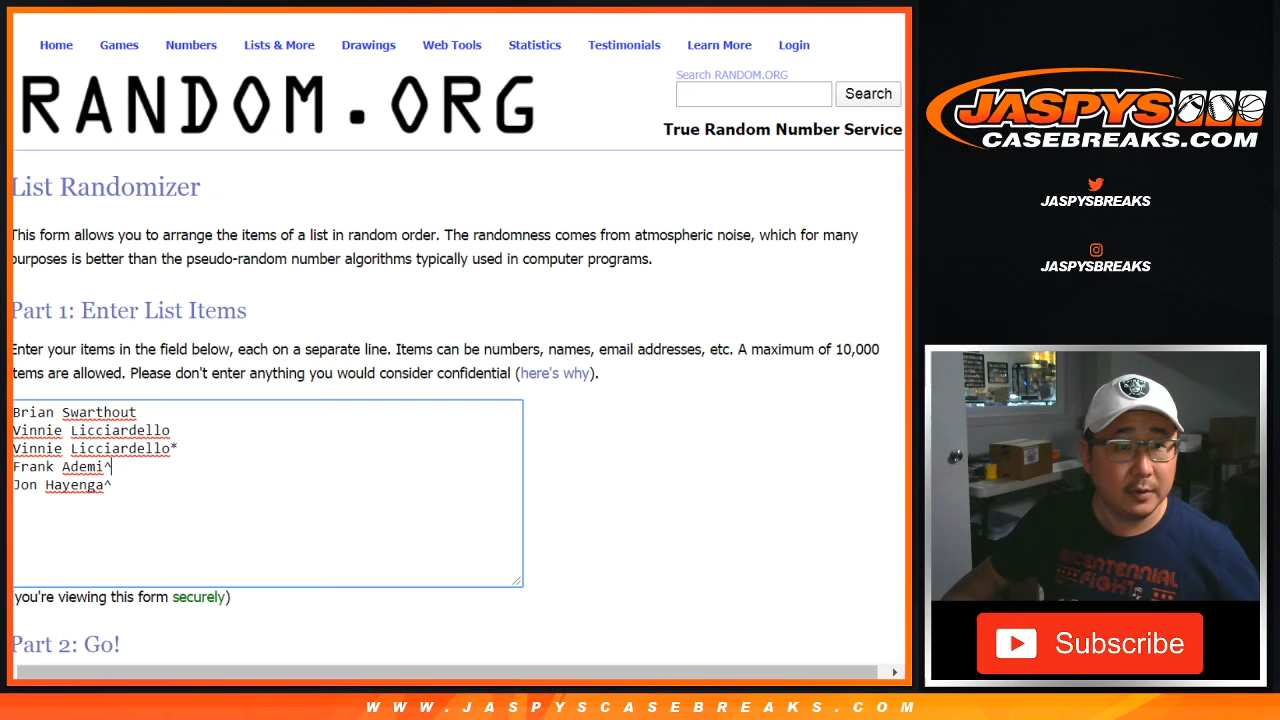 Home Games Numbers Lists & More Drawings Web Tools Statistics Testimonials Learn More Login
RANDOM.ORG
Search RANDOM.ORG
Search
True Random Number Service
List Randomizer
This form allows you to arrange the items of a list in random order. The randomness comes from atmospheric noise, which for many
purposes is better than the pseudo-random number algorithms typically used in computer programs.
Part 1: Enter List Items
Enter your items in the field below, each on a separate line. Items can be numbers, names, email addresses, etc. A maximum of 10,000
items are allowed. Please don't enter anything you would consider confidential (here's why).
Brian Swarthout
Vinnie Licciardello
Vinnie Licciardello*
Frank Ademi^
Jon Hayenga^
you're viewing this form securely)
Part 2: Go!
JASPYS
CASEBREAKS.COM
JASPYSBREAKS
JASPYSBREAKS
BICENTENNIAL
FIGHT
Subscribe
WWW.JASPYSCASEBREAKS.COM